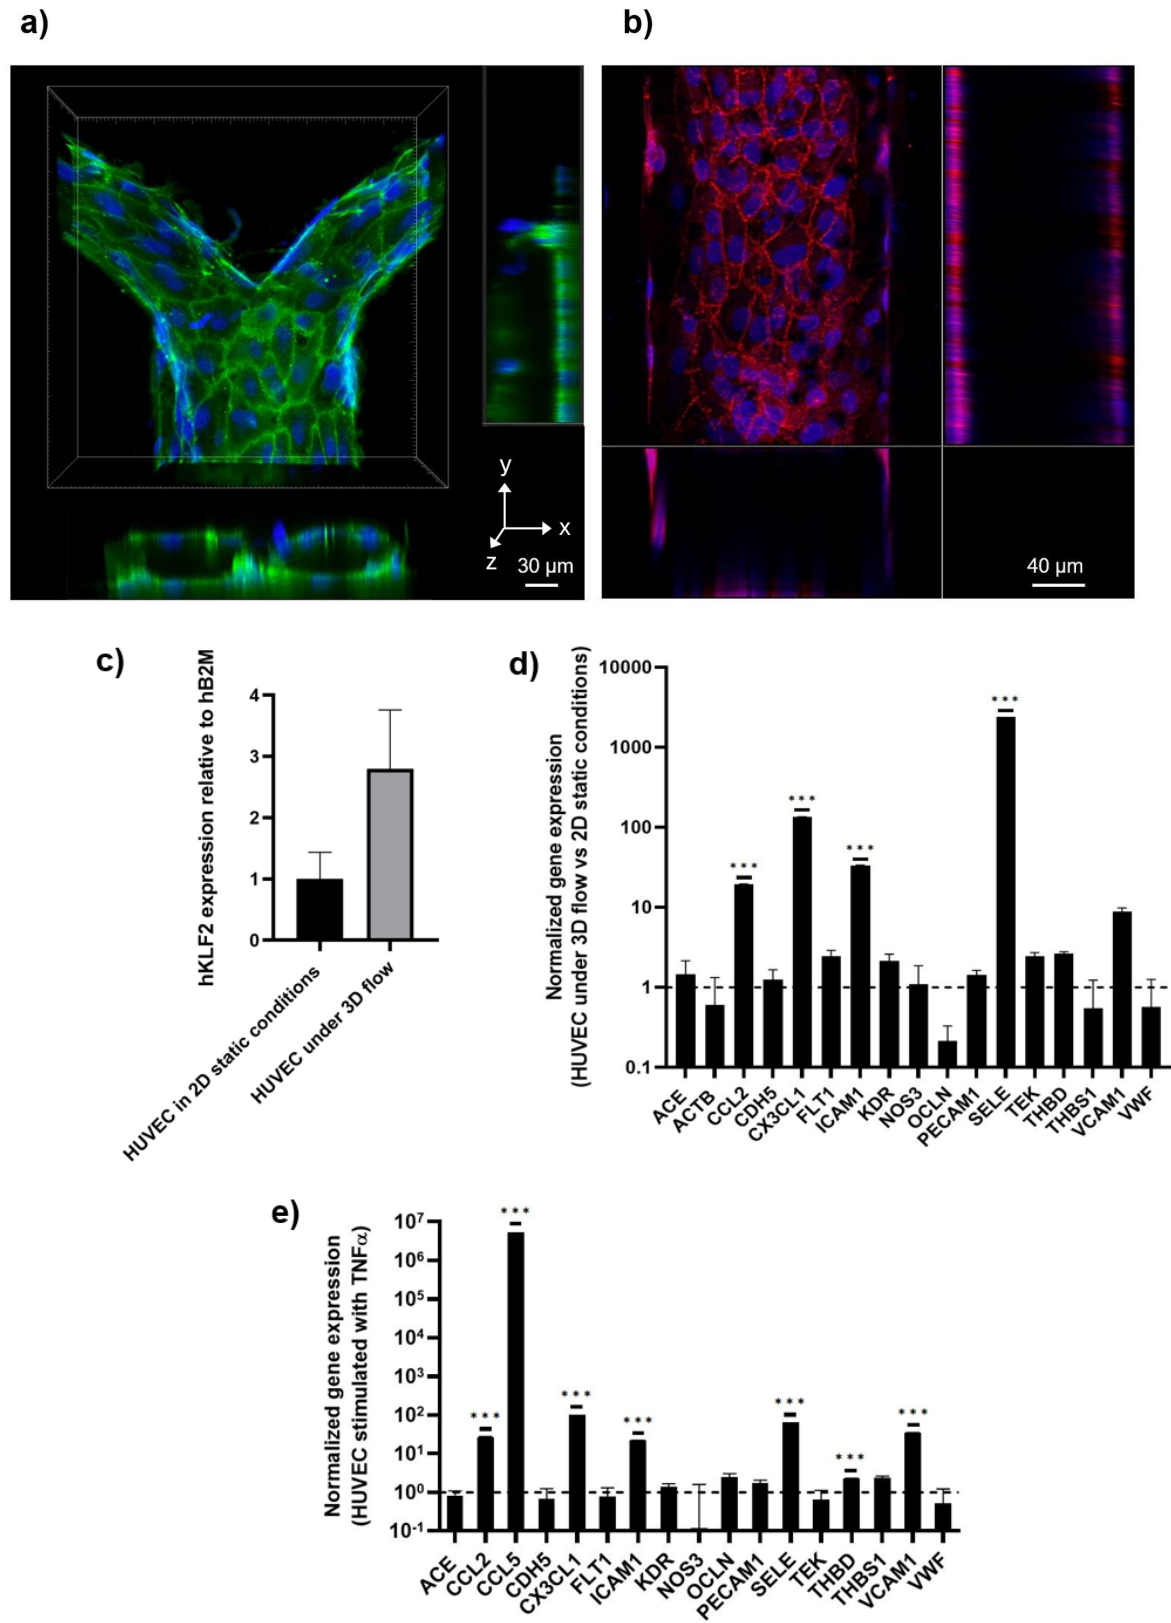 a)
b)
y
x
z
30 µm
40 µm
c)
hKLF2 expression relative to hB2M
4
3
2
1
0
HUVEC in 2D static conditions
HUVEC under 3D flow
d)
Normalized gene expression
(HUVEC under 3D flow vs 2D static conditions)
10000
1000
100
10
1
0.1
***
***
***
***
ACE
ACTB
CCL2
CDH5
CX3CL1
FLT1
ICAM1
KDR
NOS3
OCLN
PECAM1
SELE
TEK
THBD
THBS1
VCAM1
VWF
e)
Normalized gene expression
(HUVEC stimulated with TNFα)
10⁷
10⁶
10⁵
10⁴
10³
10²
10¹
10⁰
10⁻¹
***
***
***
***
***
***
***
ACE
CCL2
CCL5
CDH5
CX3CL1
FLT1
ICAM1
KDR
NOS3
OCLN
PECAM1
SELE
TEK
THBD
THBS1
VCAM1
VWF